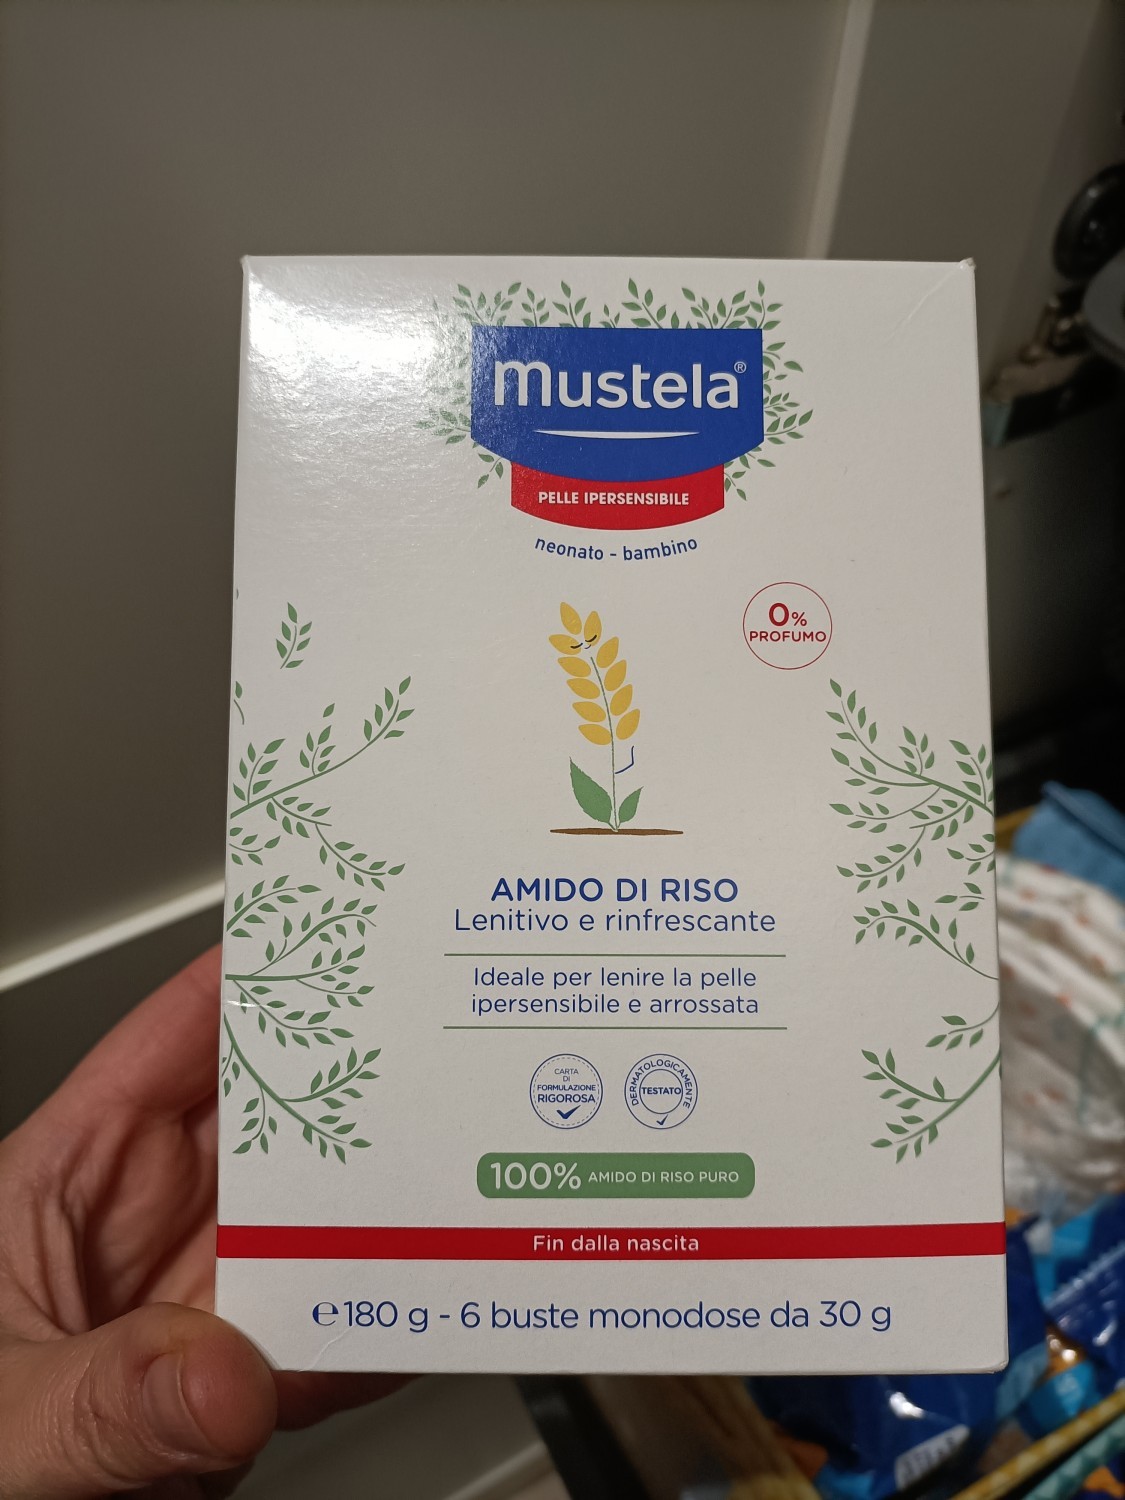 mustela®
PELLE IPERSENSIBILE
neonato - bambino
0%
PROFUMO
AMIDO DI RISO
Lenitivo e rinfrescante
Ideale per lenire la pelle
ipersensibile e arrossata
CARTA
DI
FORMULAZIONE
RIGOROSA
DERMATOLOGICAMENTE
TESTATO
100% AMIDO DI RISO PURO
Fin dalla nascita
℮180 g - 6 buste monodose da 30 g